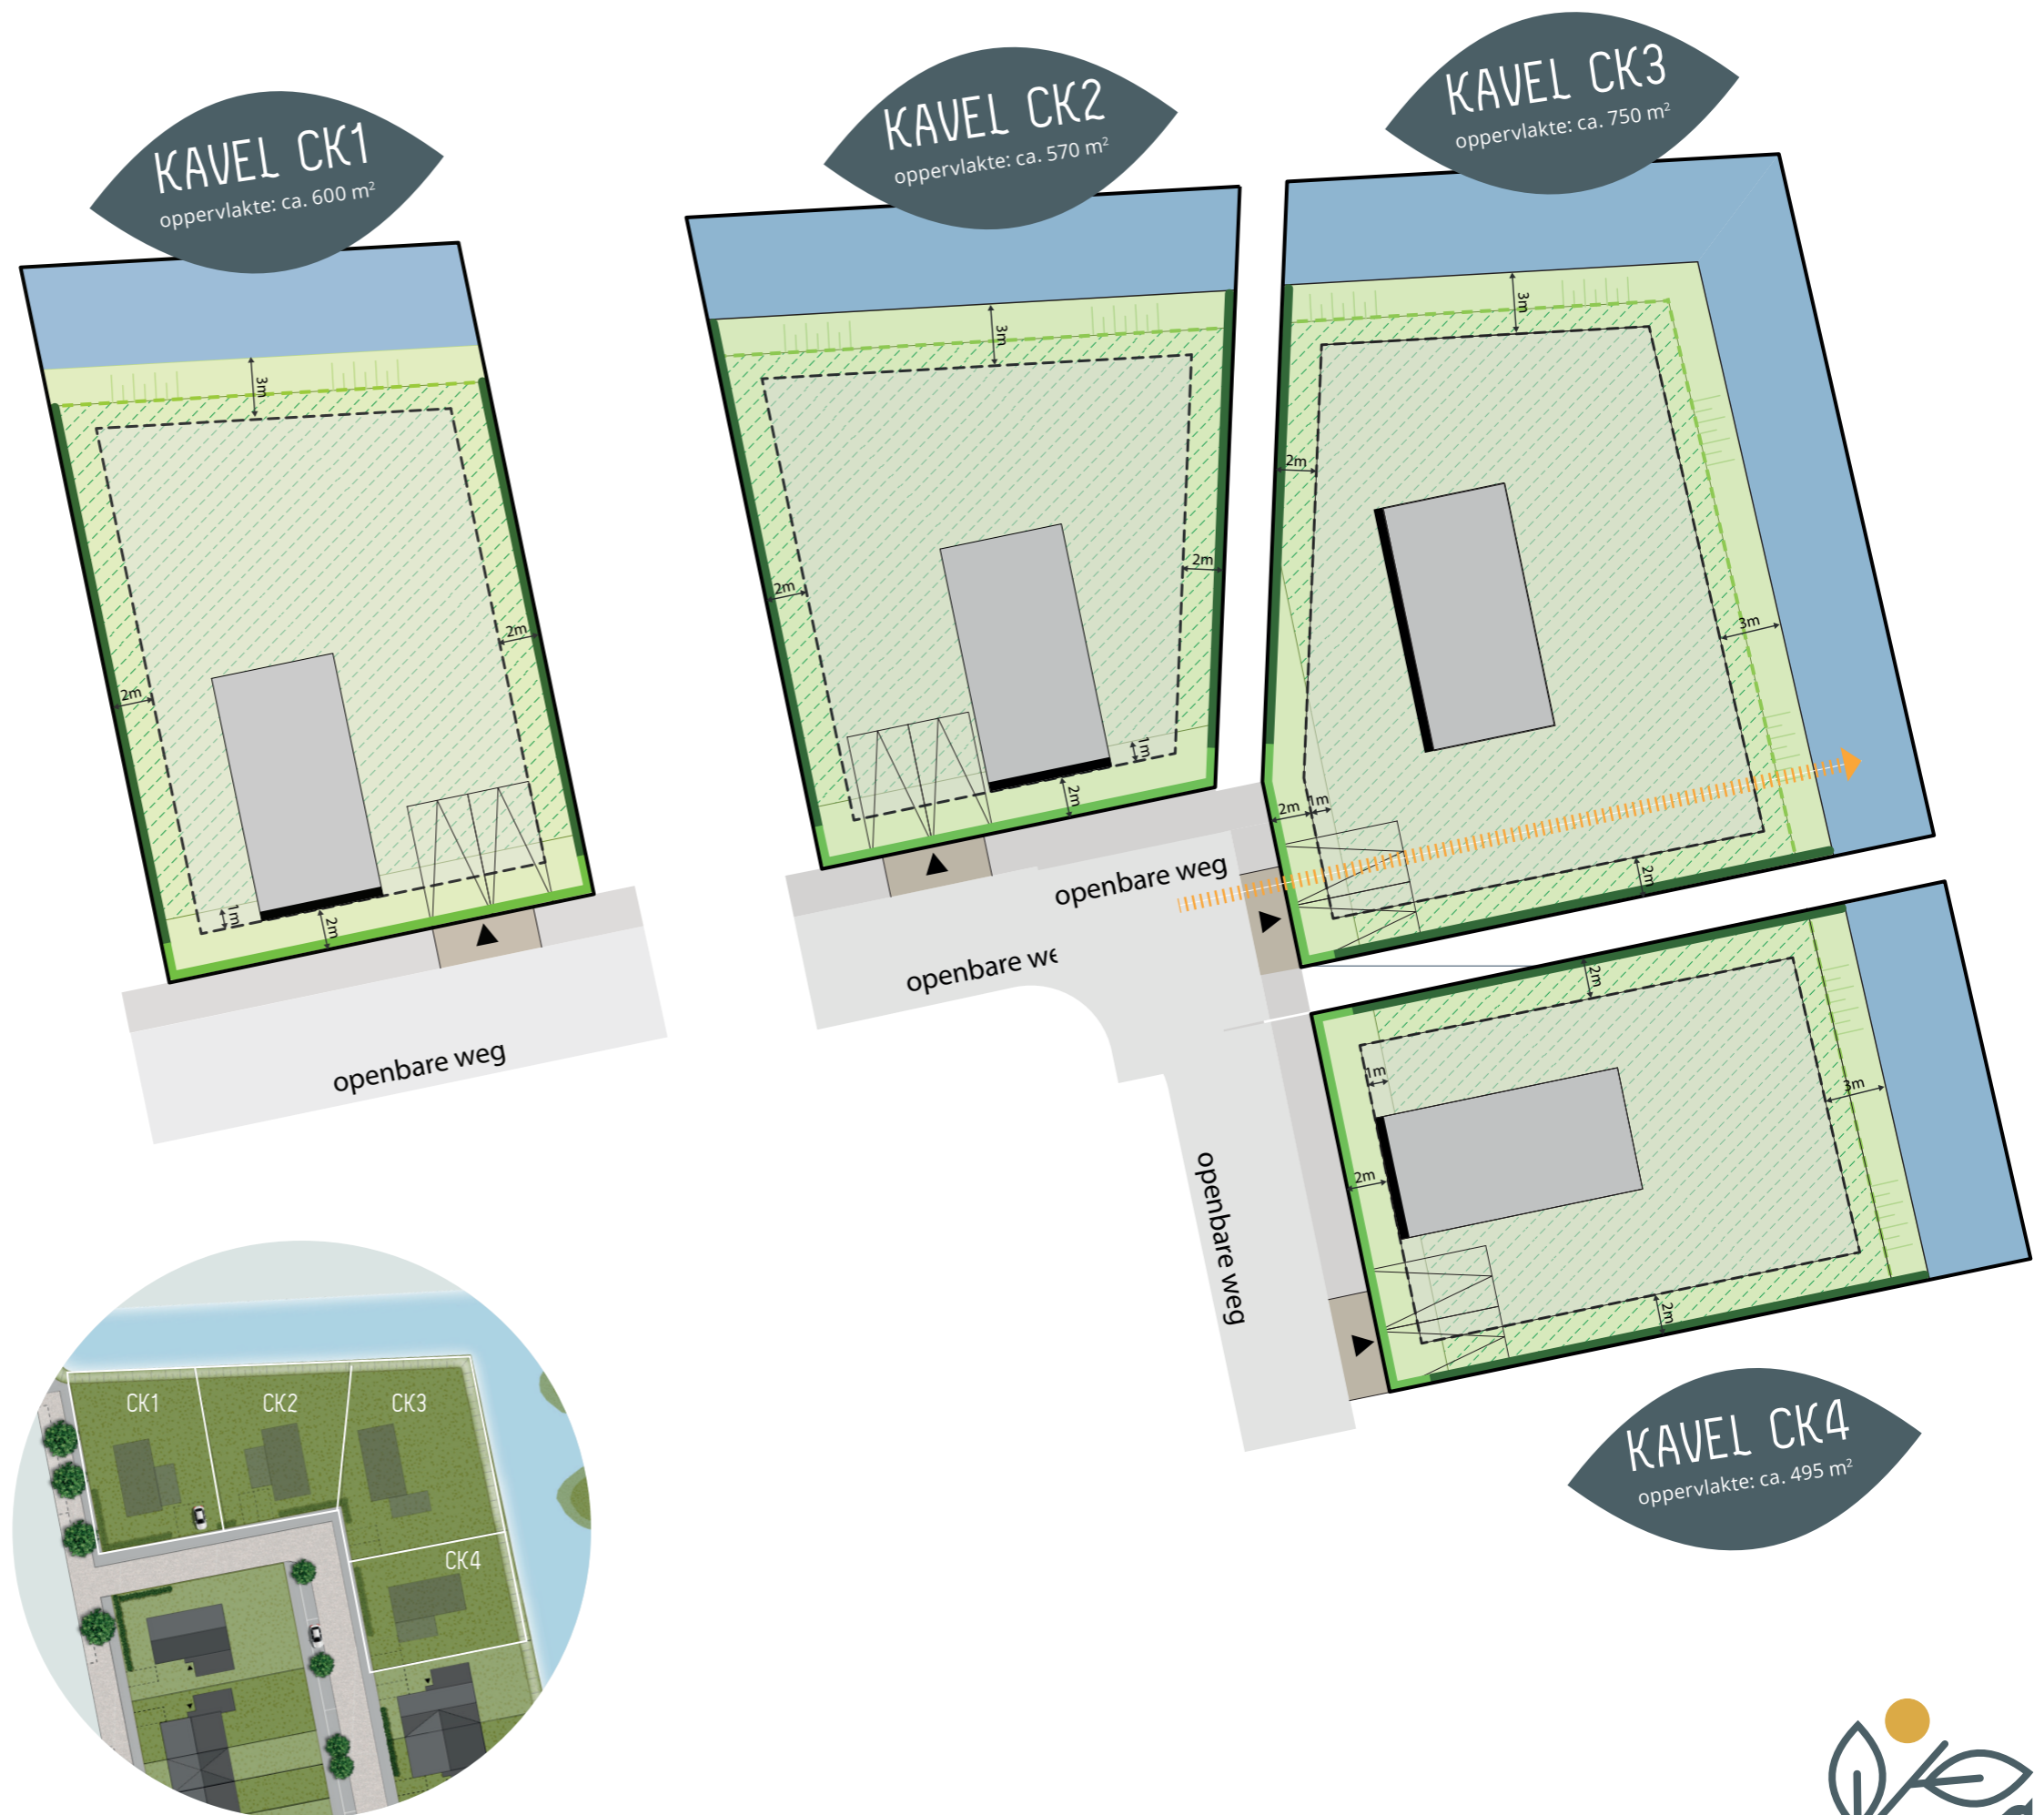 KAVEL CK1
oppervlakte: ca. 600 m²
KAVEL CK2
oppervlakte: ca. 570 m²
KAVEL CK3
oppervlakte: ca. 750 m²
3m
2m
2m
1m
2m
openbare weg
3m
2m
2m
1m
2m
openbare weg
openbare we
3m
2m
3m
2m
1m
2m
2m
1m
3m
2m
2m
openbare weg
KAVEL CK4
oppervlakte: ca. 495 m²
CK1
CK2
CK3
CK4